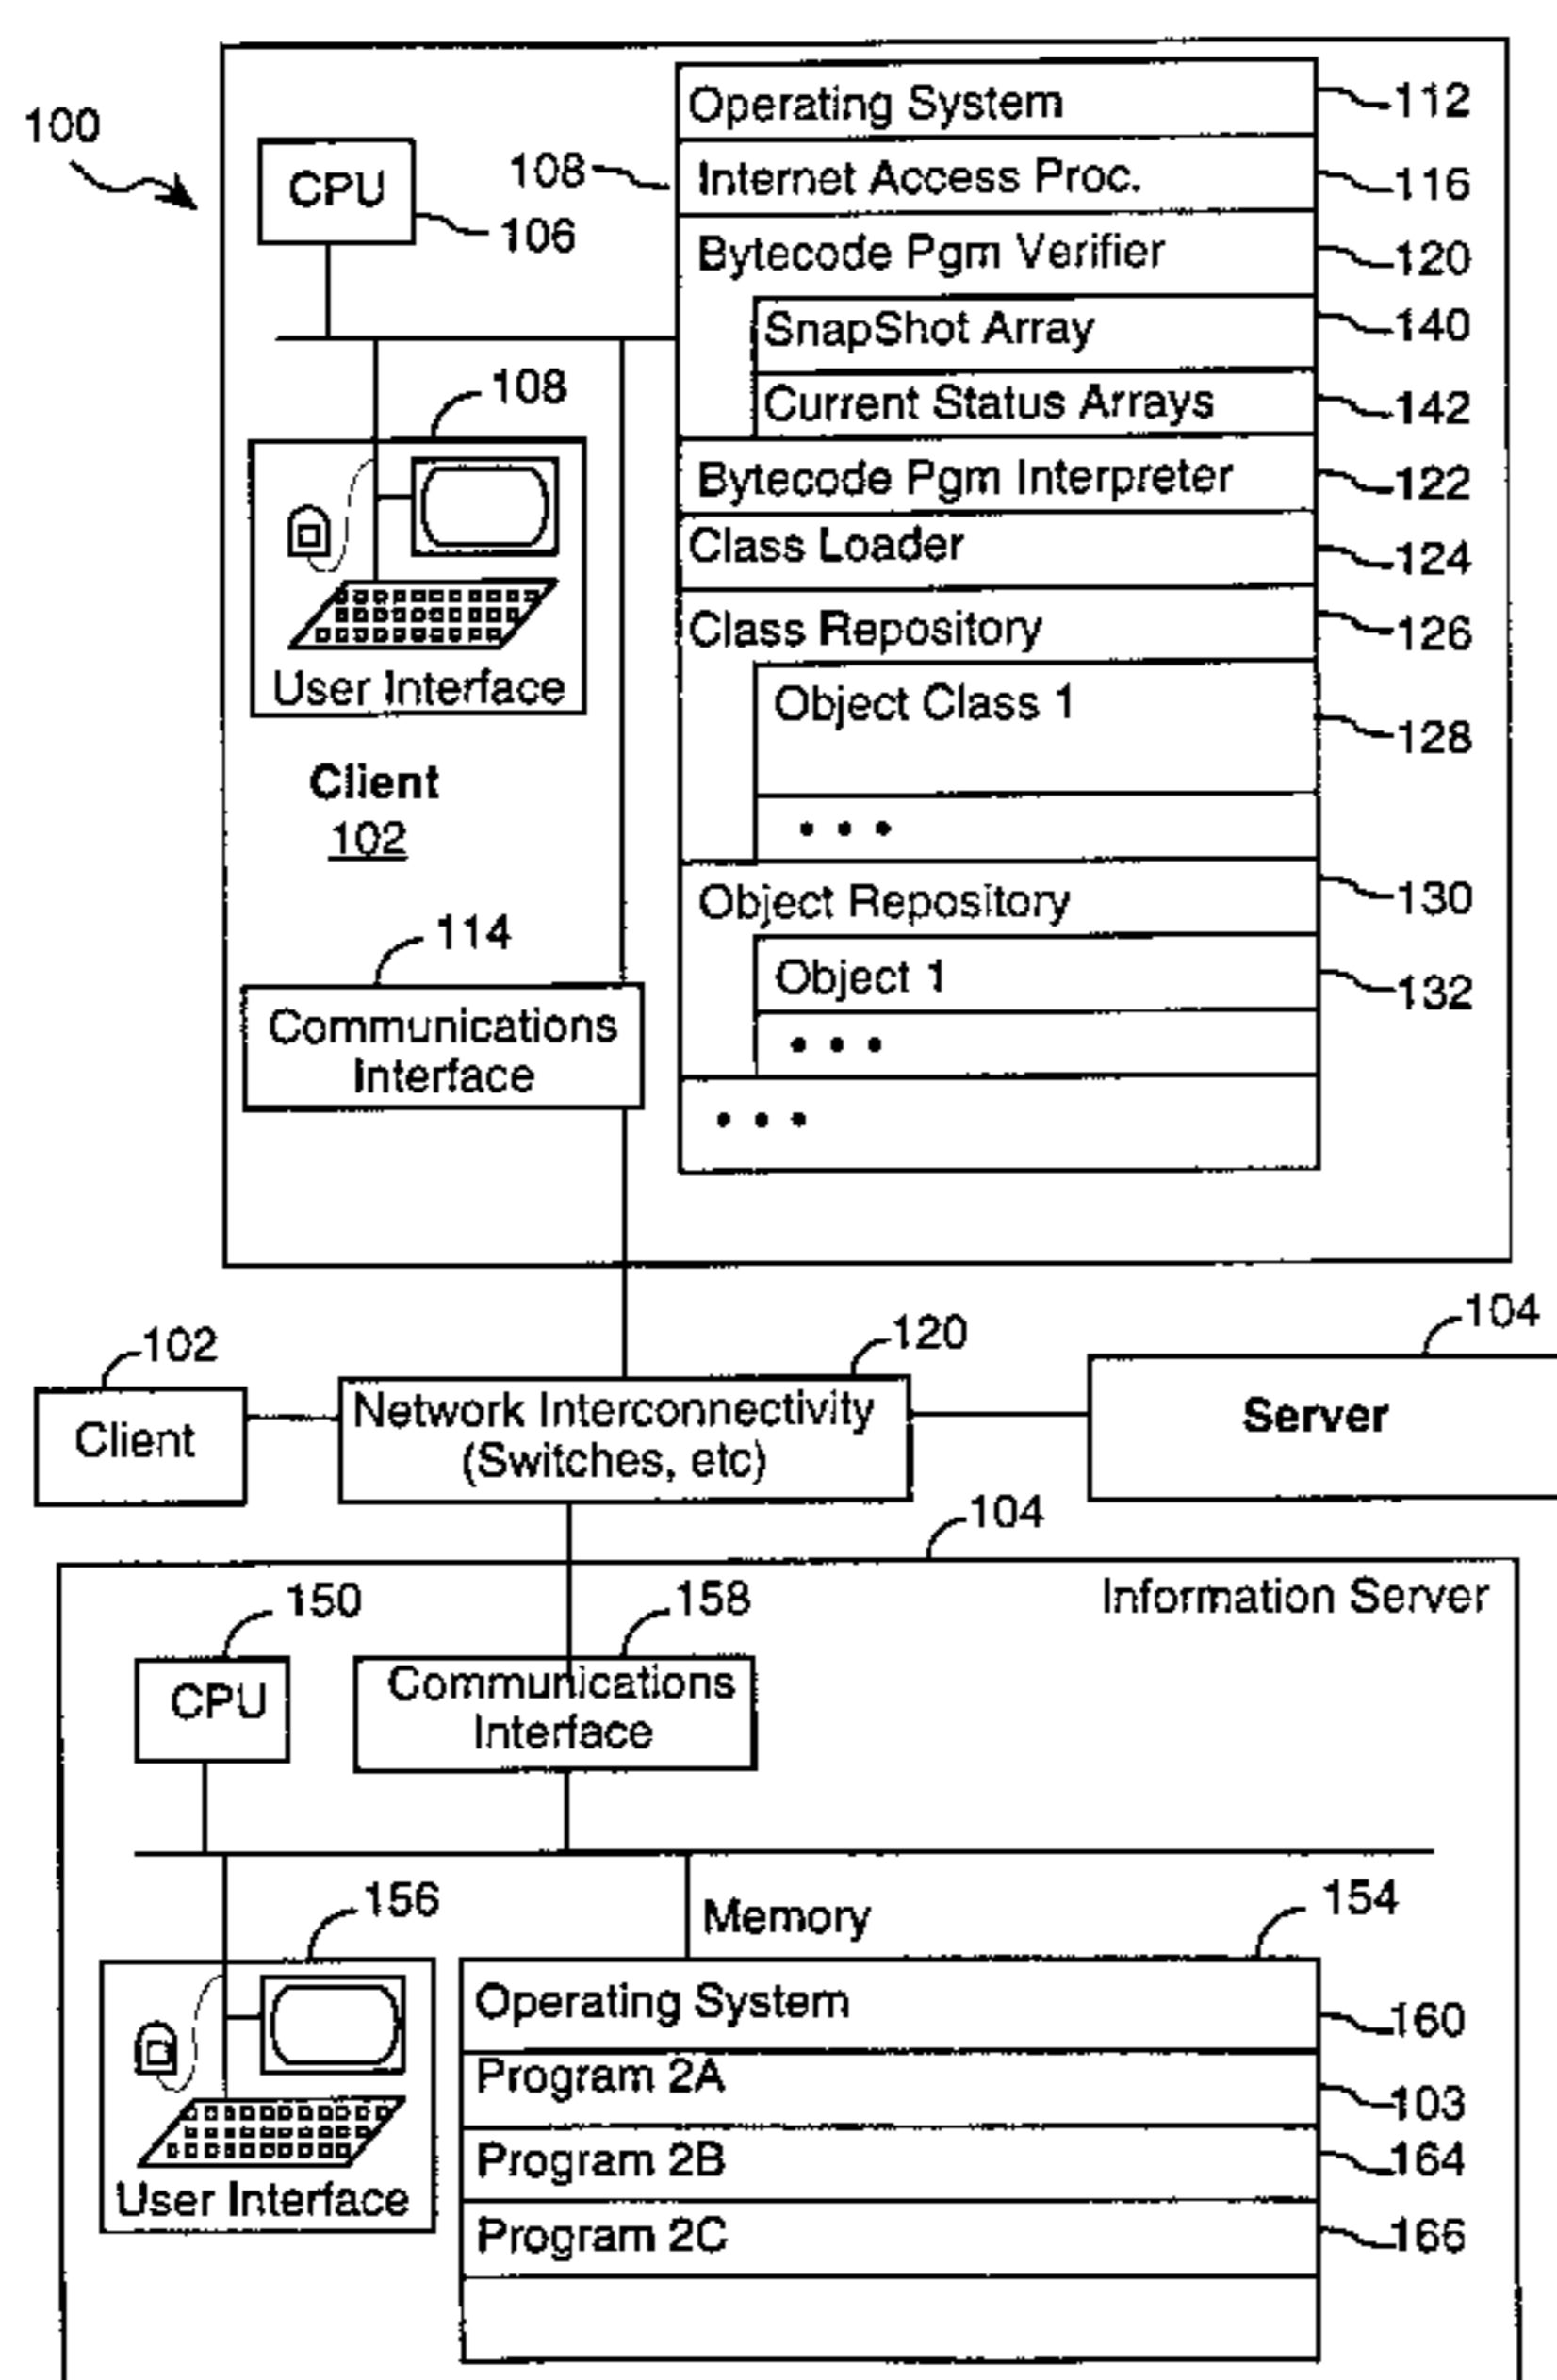 100
CPU
106
108
Operating System
112
Internet Access Proc.
116
Bytecode Pgm Verifier
120
SnapShot Array
140
Current Status Arrays
142
Bytecode Pgm Interpreter
122
Class Loader
124
Class Repository
126
Object Class 1
128
• • •
Object Repository
130
Object 1
132
• • •
• • •
108
User Interface
Client
102
114
Communications
Interface
102
Client
120
Network Interconnectivity
(Switches, etc)
104
Server
104
Information Server
150
CPU
158
Communications
Interface
156
User Interface
Memory
154
Operating System
160
Program 2A
103
Program 2B
164
Program 2C
166